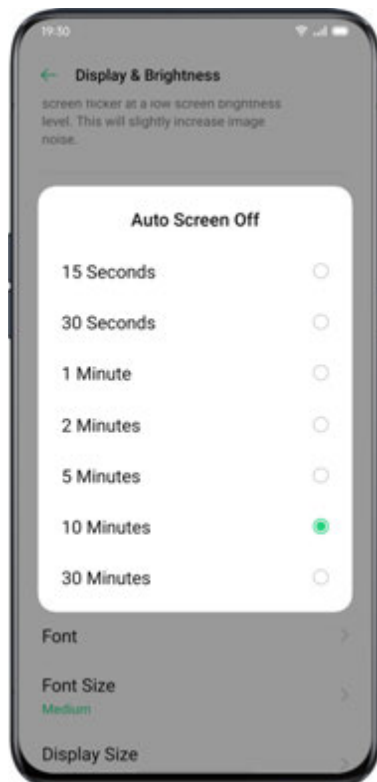 19:30
Display & Brightness
screen flicker at a low screen brightness
level. This will slightly increase image
noise.
Auto Screen Off
15 Seconds
30 Seconds
1 Minute
2 Minutes
5 Minutes
10 Minutes
30 Minutes
Font
Font Size
Medium
Display Size